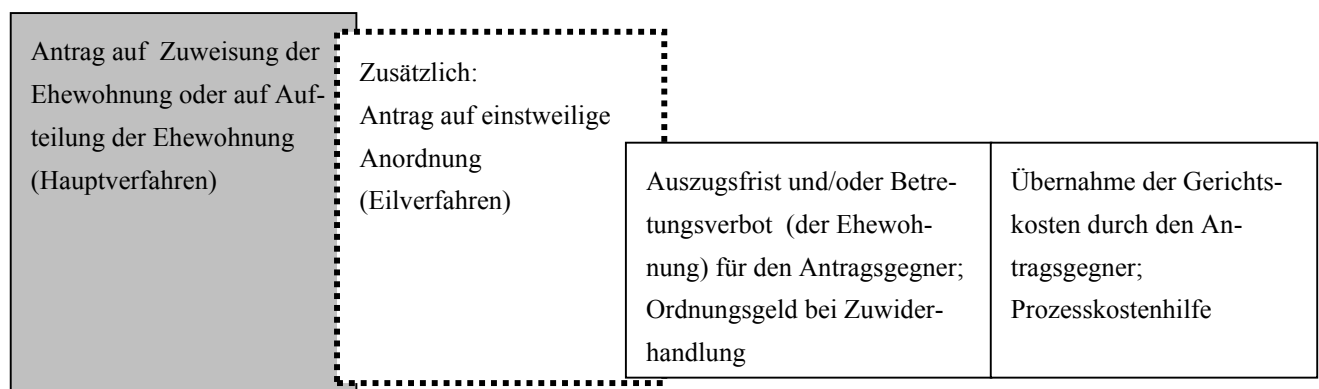 Antrag auf Zuweisung der
Ehewohnung oder auf Auf-
teilung der Ehewohnung
(Hauptverfahren)
Zusätzlich:
Antrag auf einstweilige
Anordnung
(Eilverfahren)
Auszugsfrist und/oder Betre-
tungsverbot (der Ehewoh-
nung) für den Antragsgegner;
Ordnungsgeld bei Zuwider-
handlung
Übernahme der Gerichts-
kosten durch den An-
tragsgegner;
Prozesskostenhilfe